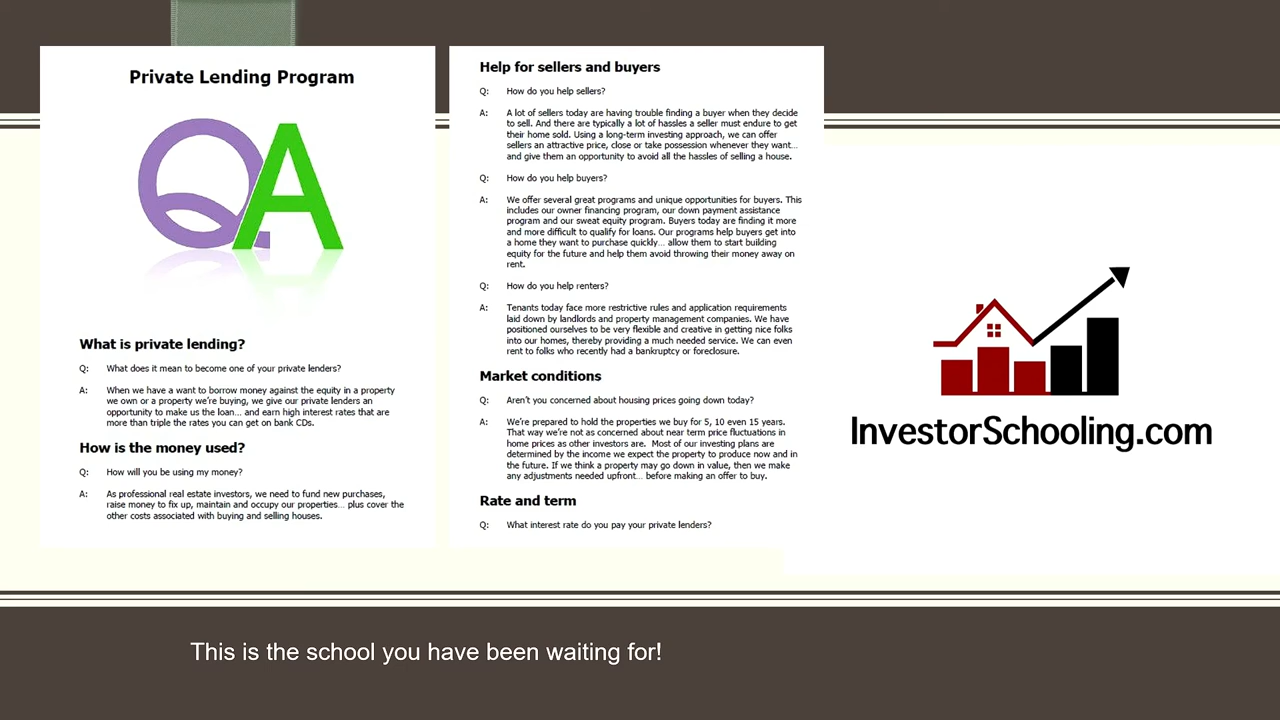 Private Lending Program
QA
What is private lending?
Q: What does it mean to become one of your private lenders?
A: When we have a want to borrow money against the equity in a property
we own or a property we're buying, we give our private lenders an
opportunity to make us the loan... and earn high interest rates that are
more than triple the rates you can get on bank CDs.
How is the money used?
Q: How will you be using my money?
A: As professional real estate investors, we need to fund new purchases,
raise money to fix up, maintain and occupy our properties... plus cover the
other costs associated with buying and selling houses.
Help for sellers and buyers
Q: How do you help sellers?
A: A lot of sellers today are having trouble finding a buyer when they decide
to sell. And there are typically a lot of hassles a seller must endure to get
their home sold. Using a long-term investing approach, we can offer
sellers an attractive price, close or take possession whenever they want...
and give them an opportunity to avoid all the hassles of selling a house.
Q: How do you help buyers?
A: We offer several great programs and unique opportunities for buyers. This
includes our owner financing program, our down payment assistance
program and our sweat equity program. Buyers today are finding it more
and more difficult to qualify for loans. Our programs help buyers get into
a home they want to purchase quickly... allow them to start building
equity for the future and help them avoid throwing their money away on
rent.
Q: How do you help renters?
A: Tenants today face more restrictive rules and application requirements
laid down by landlords and property management companies. We have
positioned ourselves to be very flexible and creative in getting nice folks
into our homes, thereby providing a much needed service. We can even
rent to folks who recently had a bankruptcy or foreclosure.
Market conditions
Q: Aren't you concerned about housing prices going down today?
A: We're prepared to hold the properties we buy for 5, 10 even 15 years.
That way we're not as concerned about near term price fluctuations in
home prices as other investors are. Most of our investing plans are
determined by the income we expect the property to produce now and in
the future. If we think a property may go down in value, then we make
any adjustments needed upfront... before making an offer to buy.
Rate and term
Q: What interest rate do you pay your private lenders?
InvestorSchooling.com
This is the school you have been waiting for!